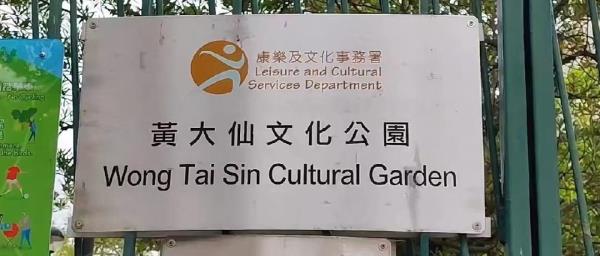 康樂及文化事務署
Leisure and Cultural
Services Department
黃大仙文化公園
Wong Tai Sin Cultural Garden